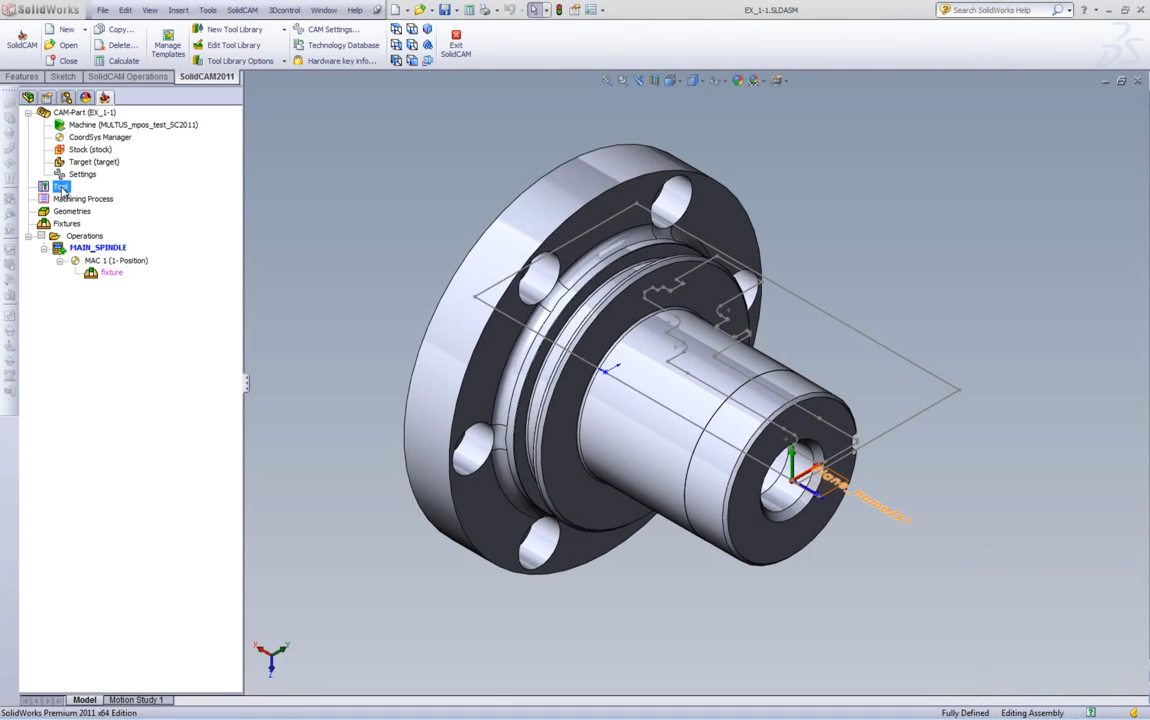 SolidWorks File Edit View Insert Tools SolidCAM 3Dcontrol Window Help EX_1-1.SLDASM Search SolidWorks Help
SolidCAM
New
Open
Close
Copy...
Delete...
Calculate
Manage Templates
New Tool Library
Edit Tool Library
Tool Library Options
CAM Settings...
Technology Database
Hardware key info...
Exit SolidCAM
Features Sketch SolidCAM Operations SolidCAM2011
CAM-Part (EX_1-1)
Machine (MULTUS_mpos_test_SC2011)
CoordSys Manager
Stock (stock)
Target (target)
Settings
Tool
Machining Process
Geometries
Fixtures
Operations
MAIN_SPINDLE
MAC 1 (1- Position)
fixture
X Y
Z
Model Motion Study 1
SolidWorks Premium 2011 x64 Edition Fully Defined Editing Assembly